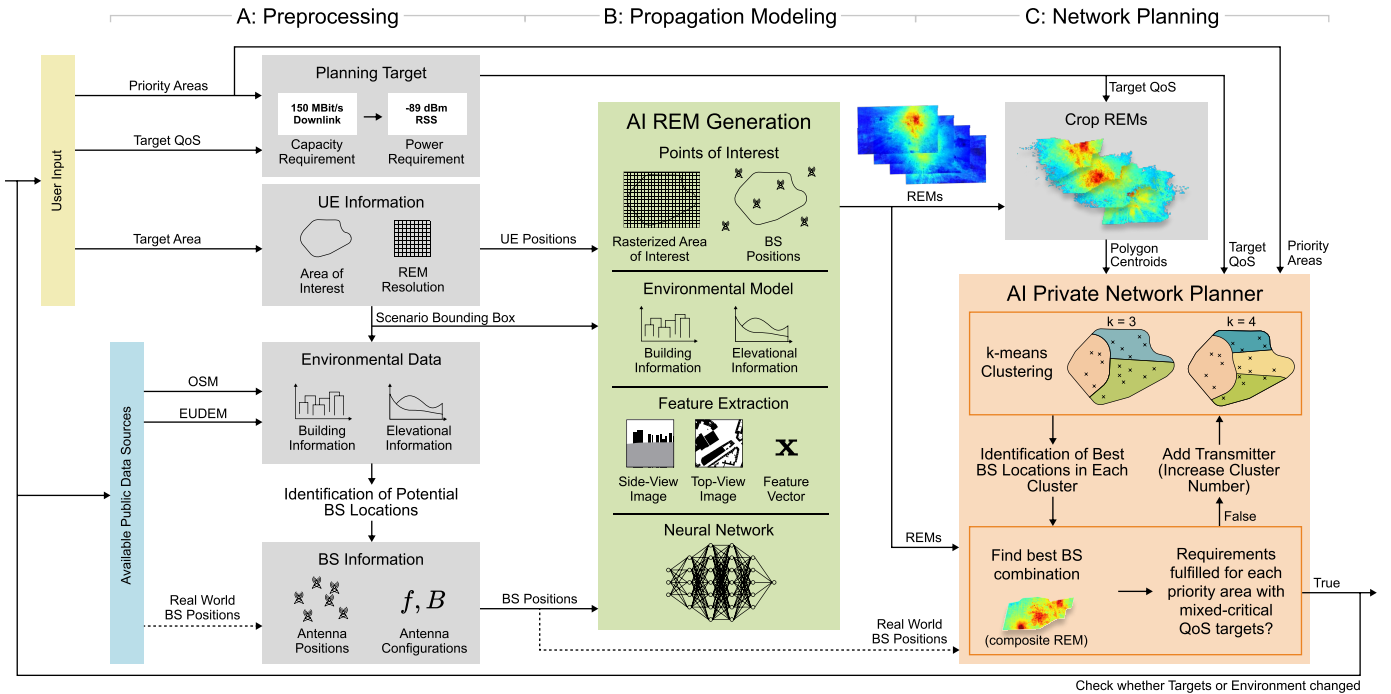 A: Preprocessing
B: Propagation Modeling
C: Network Planning
User Input
Priority Areas
Target QoS
Target Area
Available Public Data Sources
OSM
EUDEM
Real World
BS Positions
Planning Target
150 MBit/s
Downlink
-89 dBm
RSS
Capacity
Requirement
Power
Requirement
UE Information
Area of
Interest
REM
Resolution
UE Positions
Scenario Bounding Box
Environmental Data
Building
Information
Elevational
Information
Identification of Potential
BS Locations
BS Information
f, B
Antenna
Positions
Antenna
Configurations
BS Positions
AI REM Generation
Points of Interest
Rasterized Area
of Interest
BS
Positions
Environmental Model
Building
Information
Elevational
Information
Feature Extraction
x
Side-View
Image
Top-View
Image
Feature
Vector
Neural Network
REMs
REMs
Real World
BS Positions
Target QoS
Crop REMs
Polygon
Centroids
Target
QoS
Priority
Areas
AI Private Network Planner
k-means
Clustering
k = 3
k = 4
Identification of Best
BS Locations in Each
Cluster
Add Transmitter
(Increase Cluster
Number)
False
Find best BS
combination
(composite REM)
Requirements
fulfilled for each
priority area with
mixed-critical
QoS targets?
True
Check whether Targets or Environment changed